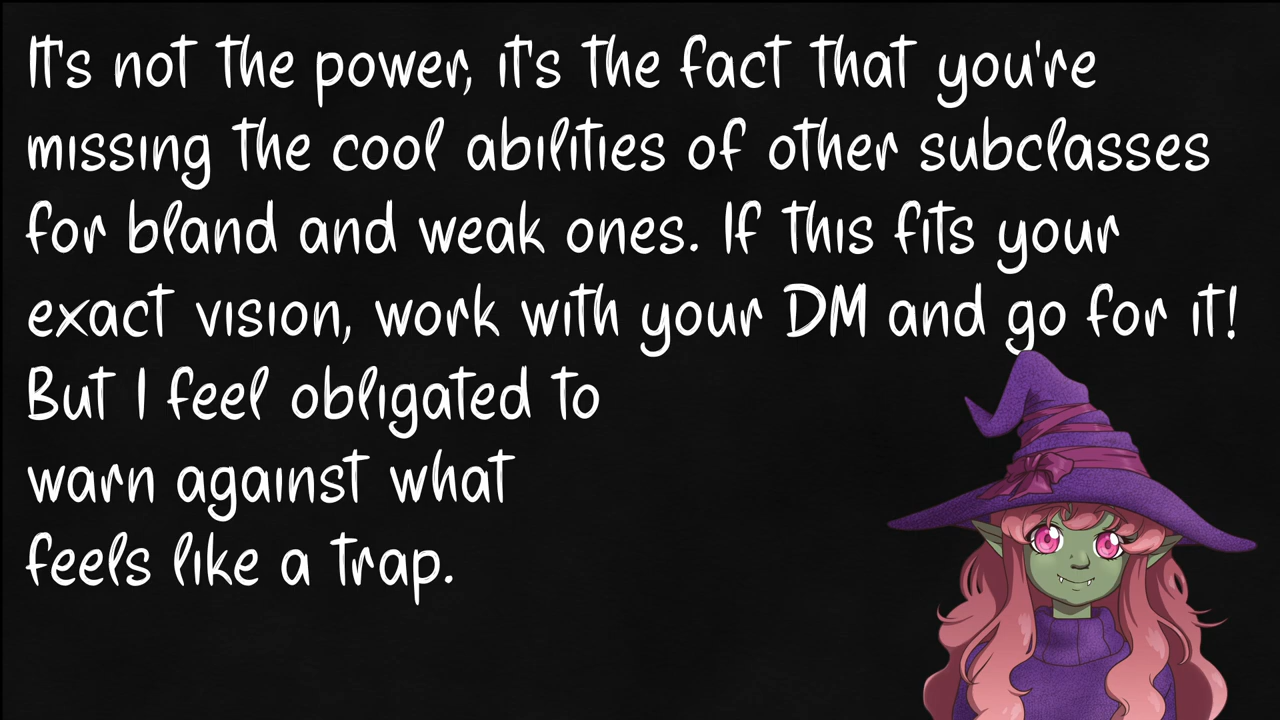 It's not the power, it's the fact that you're
missing the cool abilities of other subclasses
for bland and weak ones. If this fits your
exact vision, work with your DM and go for it!
But I feel obligated to
warn against what
feels like a trap.